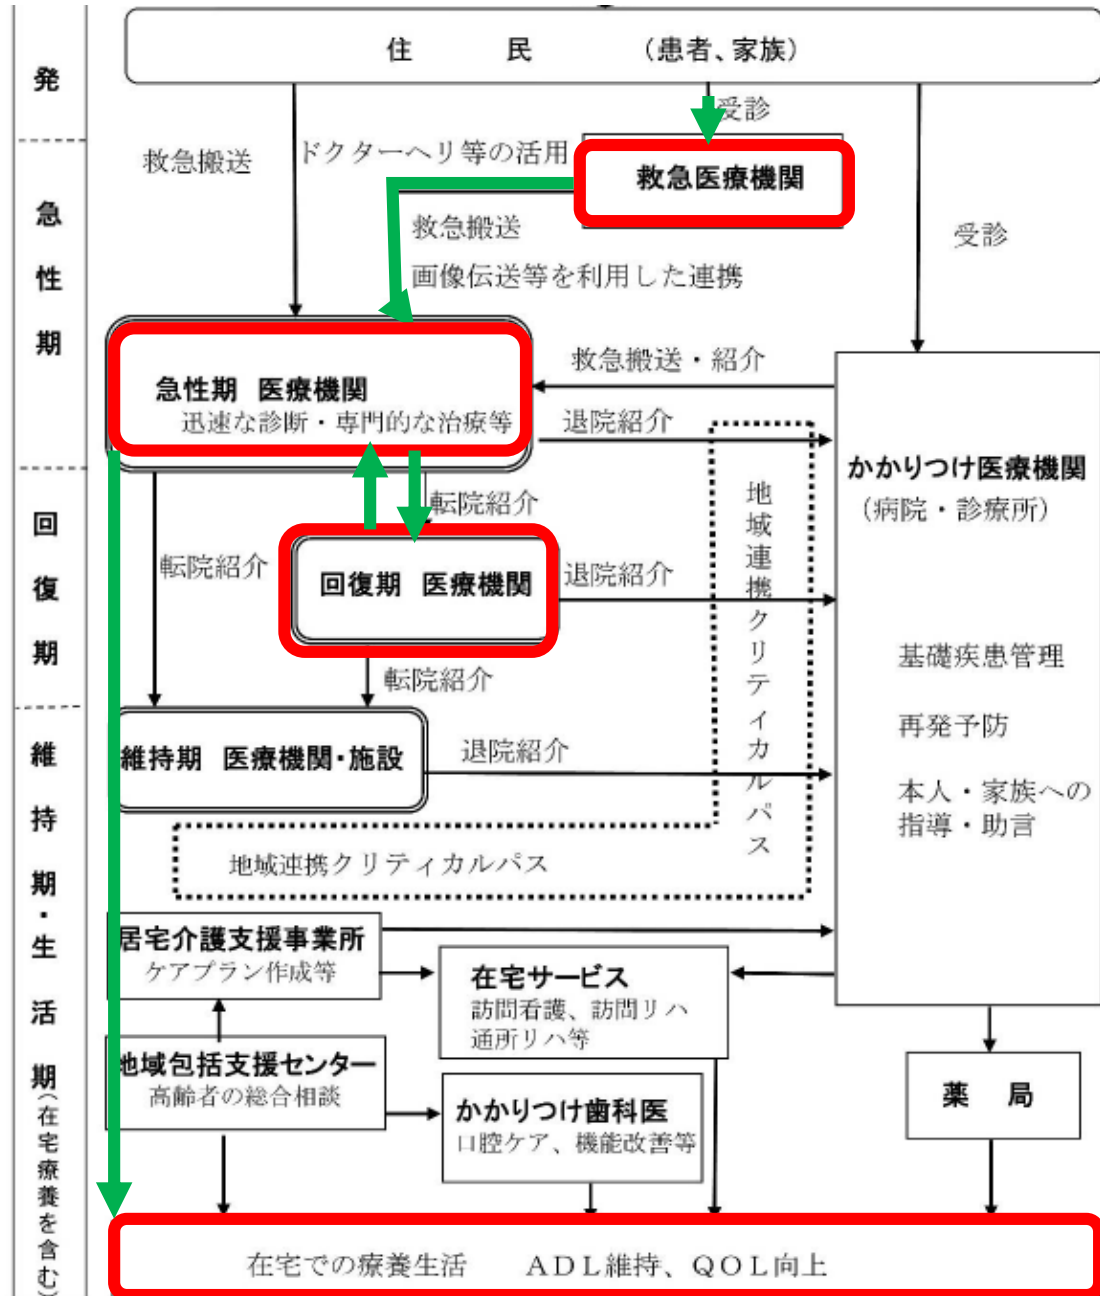 住　民　（患者、家族）
発
受診
救急搬送
ドクターヘリ等の活用
救急医療機関
急性期
救急搬送
受診
画像伝送等を利用した連携
救急搬送・紹介
急性期　医療機関
迅速な診断・専門的な治療等
退院紹介
かかりつけ医療機関
（病院・診療所）
地域連携クリティカルパス
転院紹介
回復期
転院紹介
回復期　医療機関
退院紹介
基礎疾患管理
転院紹介
再発予防
維持期・生活期（在宅療養を含む）
維持期　医療機関・施設
退院紹介
本人・家族への
指導・助言
地域連携クリティカルパス
居宅介護支援事業所
ケアプラン作成等
在宅サービス
訪問看護、訪問リハ
通所リハ等
地域包括支援センター
高齢者の総合相談
かかりつけ歯科医
口腔ケア、機能改善等
薬　局
在宅での療養生活　ＡＤＬ維持、ＱＯＬ向上